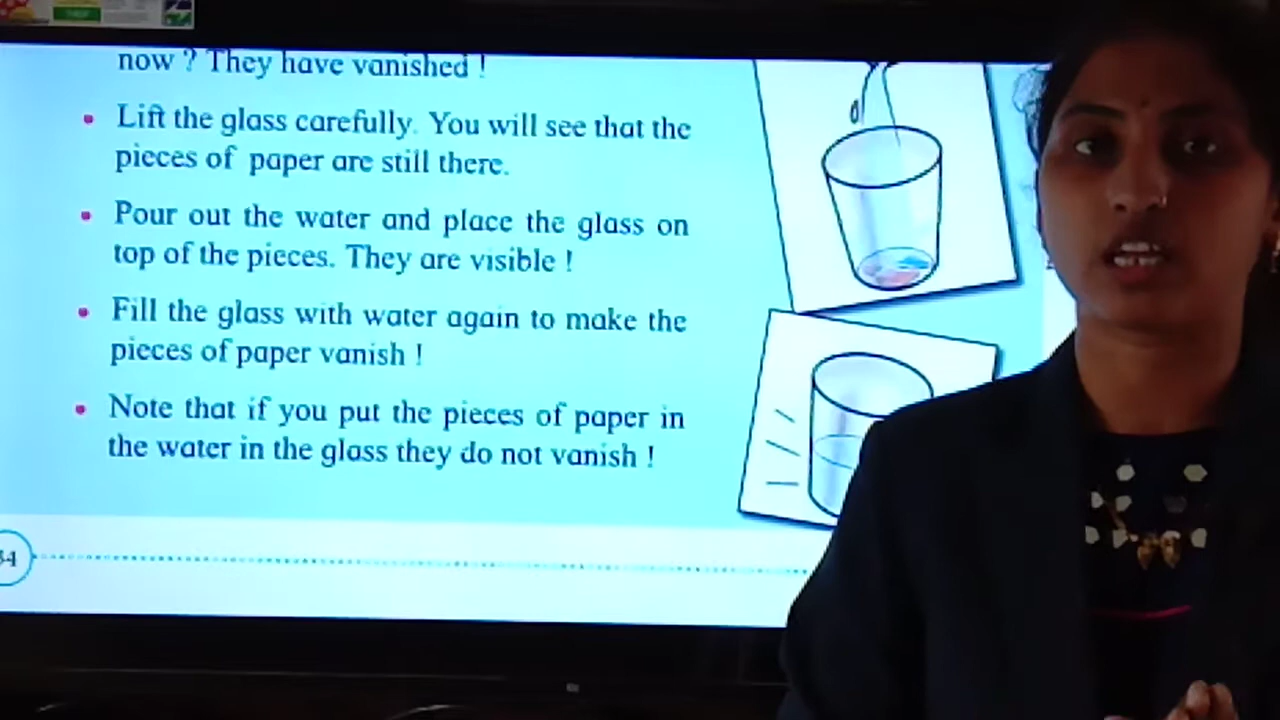 now ? They have vanished !
• Lift the glass carefully. You will see that the
pieces of paper are still there.
• Pour out the water and place the glass on
top of the pieces. They are visible !
• Fill the glass with water again to make the
pieces of paper vanish !
• Note that if you put the pieces of paper in
the water in the glass they do not vanish !